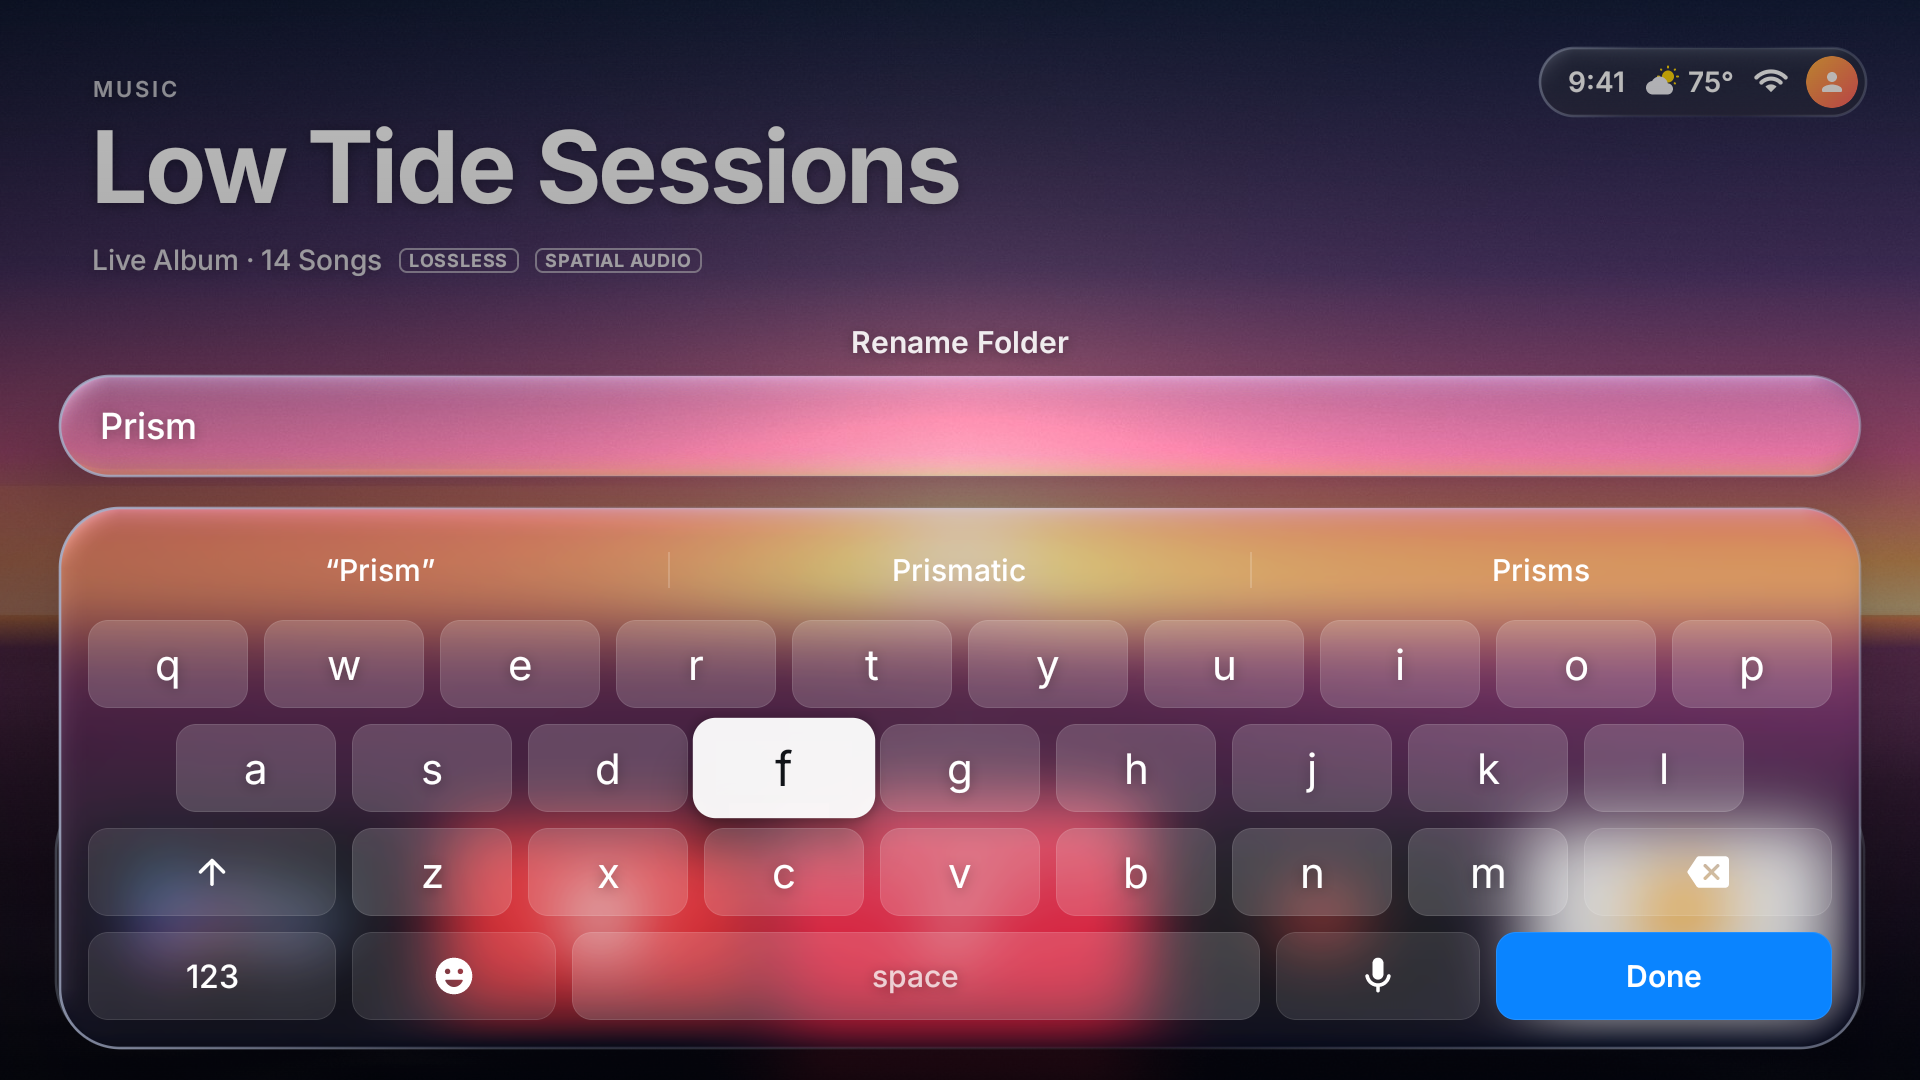 MUSIC
9:41 75°
Low Tide Sessions
Live Album · 14 Songs LOSSLESS SPATIAL AUDIO
Rename Folder
Prism
“Prism” Prismatic Prisms
q w e r t y u i o p
a s d f g h j k l
z x c v b n m
123 space Done